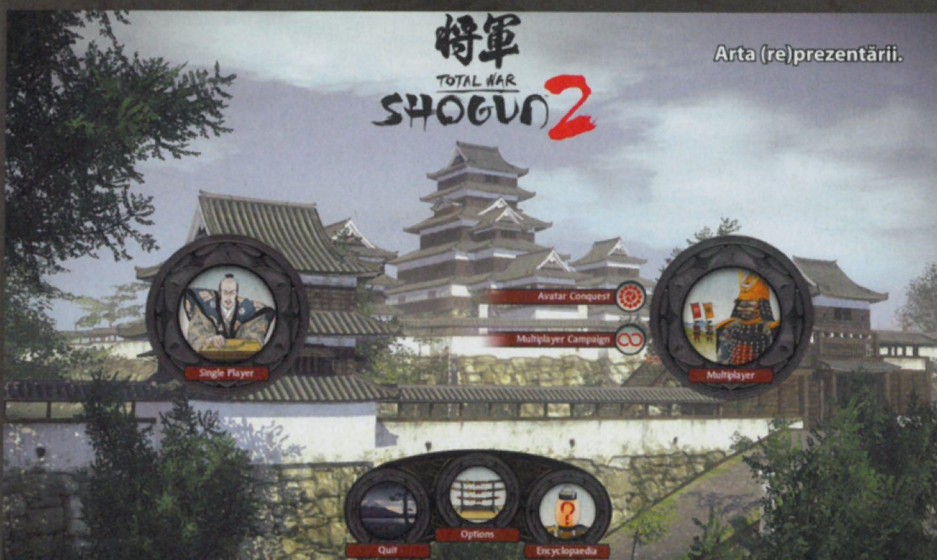 将軍
TOTAL WAR
SHOGUN 2
Arta (re)prezentării.
Avatar Conquest
Multiplayer Campaign
Single Player
Multiplayer
Options
Quit
Encyclopaedia
?